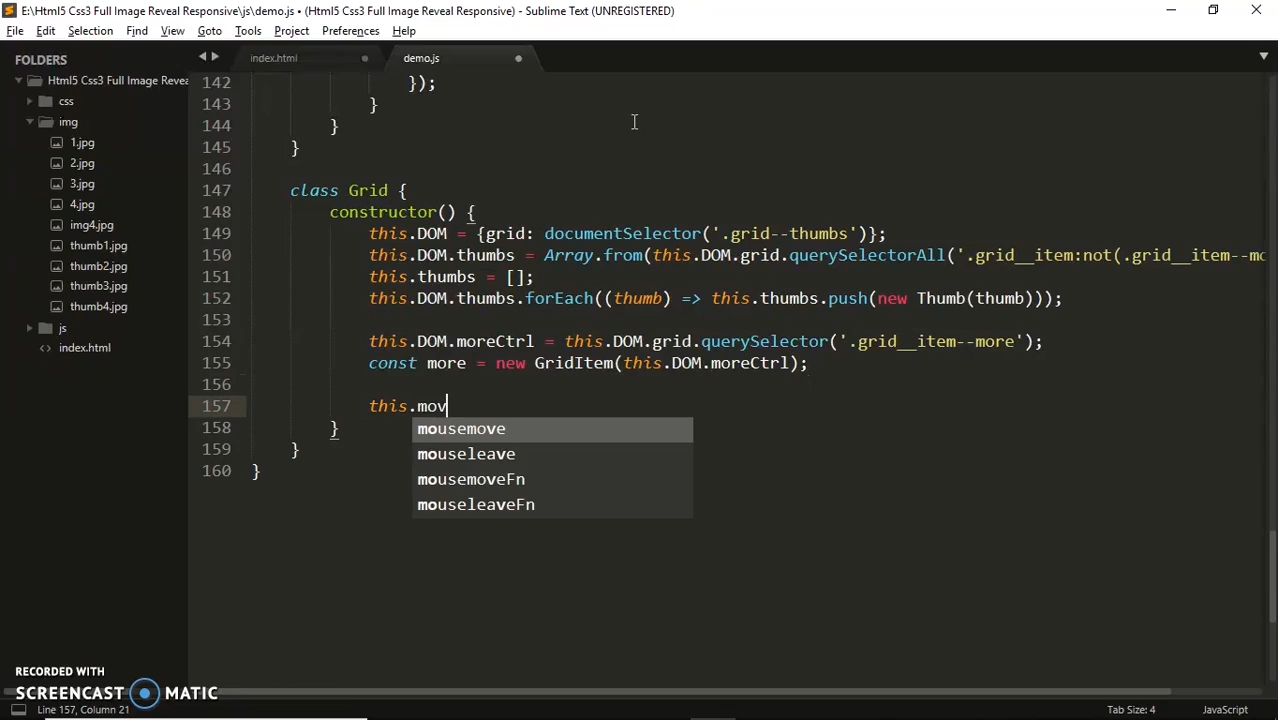 E:\Html5 Css3 Full Image Reveal Responsive\js\demo.js • (Html5 Css3 Full Image Reveal Responsive) - Sublime Text (UNREGISTERED)
File Edit Selection Find View Goto Tools Project Preferences Help
FOLDERS
Html5 Css3 Full Image Revea
css
img
1.jpg
2.jpg
3.jpg
4.jpg
img4.jpg
thumb1.jpg
thumb2.jpg
thumb3.jpg
thumb4.jpg
js
index.html
index.html demo.js
142 });
143 }
144 }
145 }
146
147 class Grid {
148 constructor() {
149 this.DOM = {grid: documentSelector('.grid--thumbs')};
150 this.DOM.thumbs = Array.from(this.DOM.grid.querySelectorAll('.grid__item:not(.grid__item--mo
151 this.thumbs = [];
152 this.DOM.thumbs.forEach((thumb) => this.thumbs.push(new Thumb(thumb)));
153
154 this.DOM.moreCtrl = this.DOM.grid.querySelector('.grid__item--more');
155 const more = new GridItem(this.DOM.moreCtrl);
156
157 this.mov
158 }
159 }
160 }
mousemove
mouseleave
mousemoveFn
mouseleaveFn
RECORDED WITH
SCREENCAST MATIC
Line 157, Column 21 Tab Size: 4 JavaScript